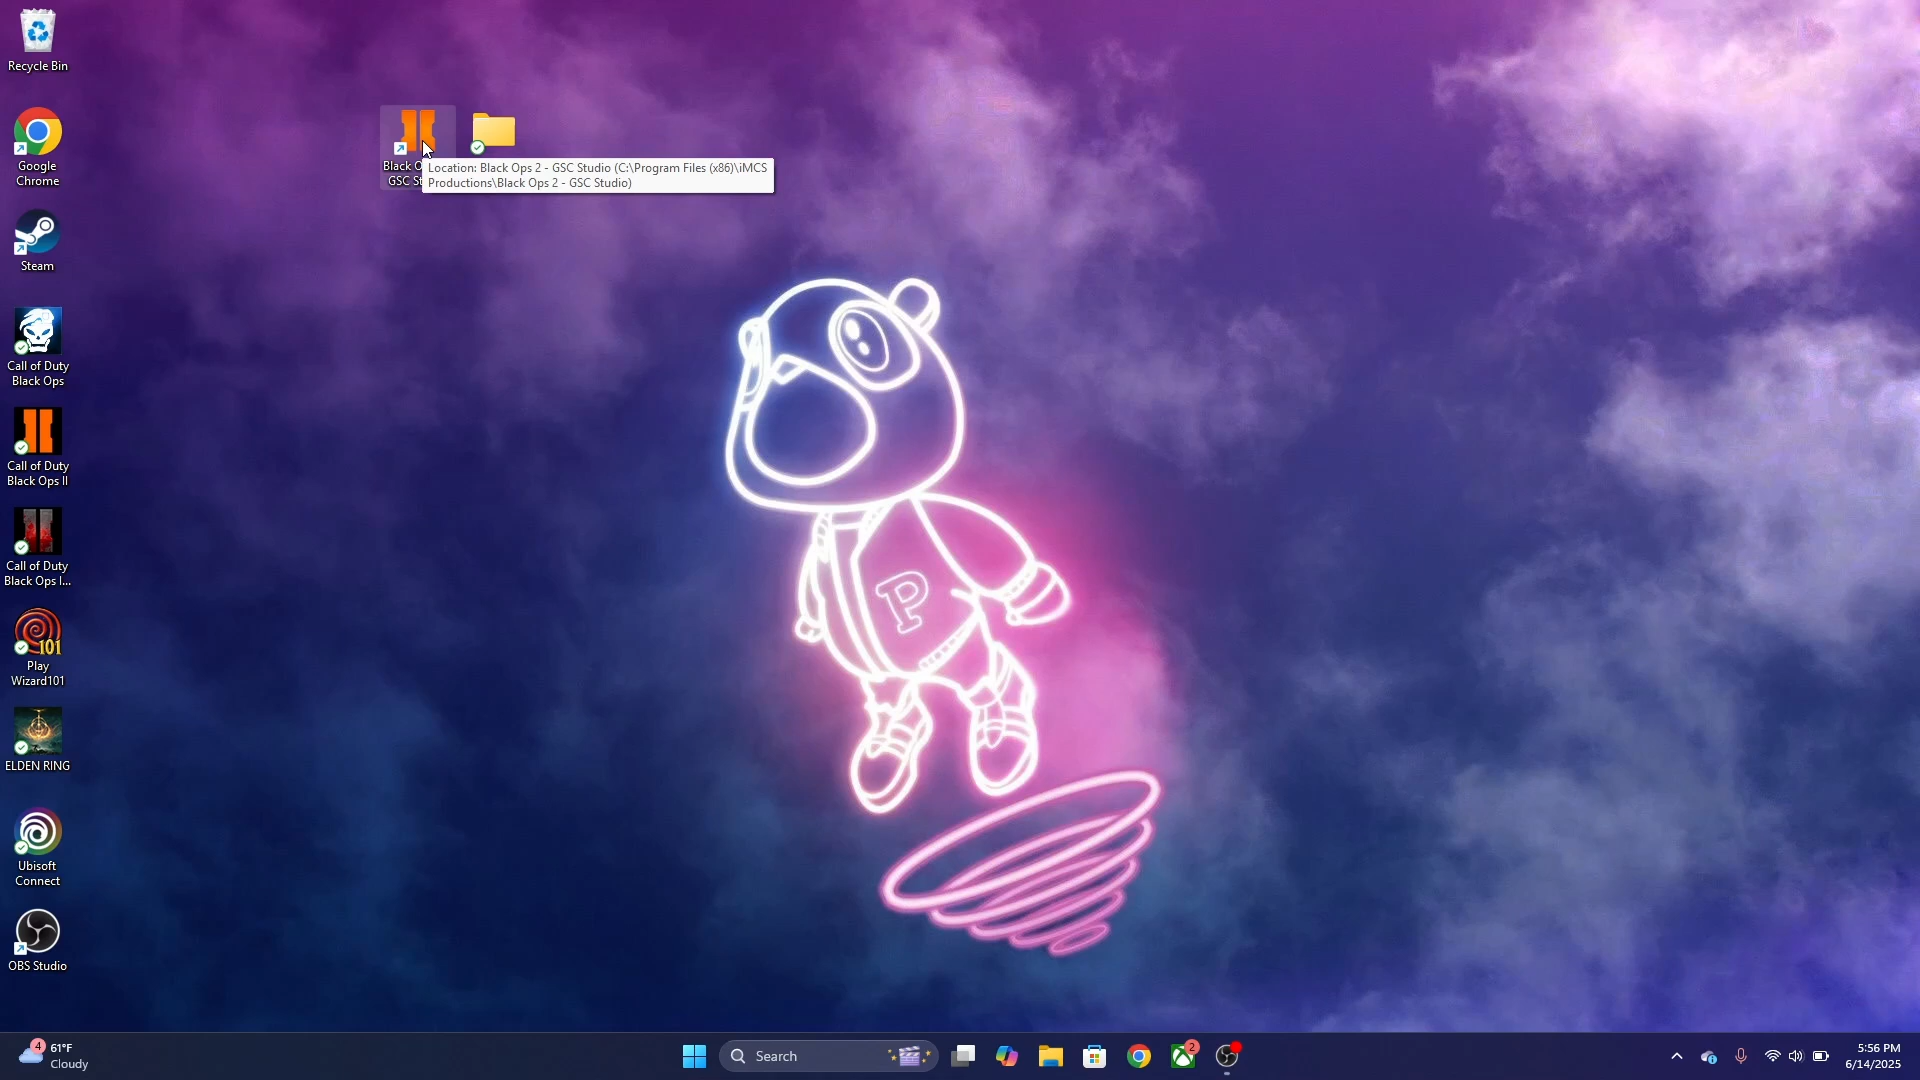 Recycle Bin
Google
Chrome
Steam
Call of Duty
Black Ops
Call of Duty
Black Ops II
Call of Duty
Black Ops I...
101
Play
Wizard101
ELDEN RING
Ubisoft
Connect
OBS Studio
Black
GSC
Location: Black Ops 2 - GSC Studio (C:\Program Files (x86)\iMCS
Productions\Black Ops 2 - GSC Studio)
P
4
61°F
Cloudy
Search
2
5:56 PM
6/14/2025